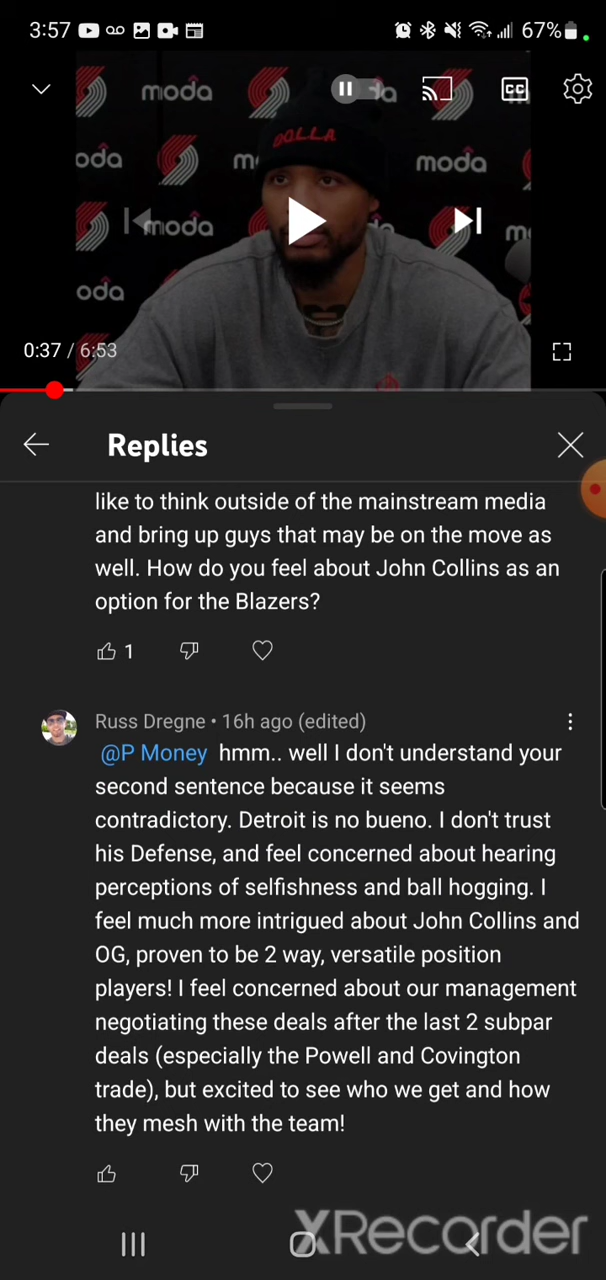 3:57
67%
moda
da
CC
DOLLA
oda
m
moda
moda
m
oda
0:37 / 6:53
Replies
like to think outside of the mainstream media
and bring up guys that may be on the move as
well. How do you feel about John Collins as an
option for the Blazers?
1
Russ Dregne • 16h ago (edited)
@P Money hmm.. well I don't understand your
second sentence because it seems
contradictory. Detroit is no bueno. I don't trust
his Defense, and feel concerned about hearing
perceptions of selfishness and ball hogging. I
feel much more intrigued about John Collins and
OG, proven to be 2 way, versatile position
players! I feel concerned about our management
negotiating these deals after the last 2 subpar
deals (especially the Powell and Covington
trade), but excited to see who we get and how
they mesh with the team!
XRecorder